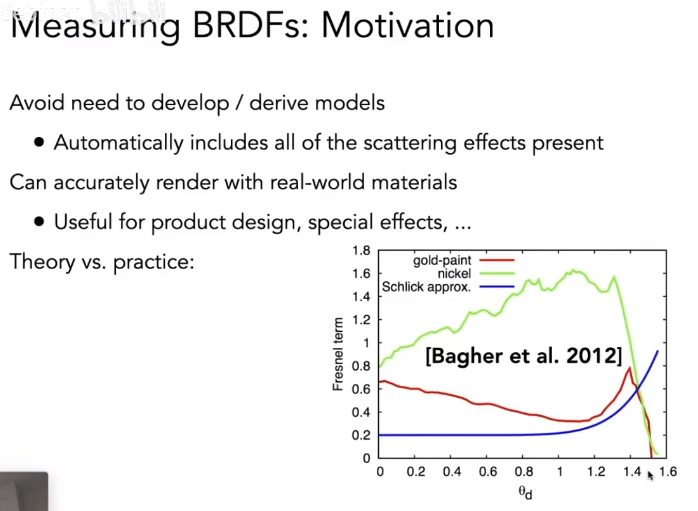 Measuring BRDFs: Motivation
Avoid need to develop / derive models
• Automatically includes all of the scattering effects present
Can accurately render with real-world materials
• Useful for product design, special effects, ...
Theory vs. practice:
1.8
1.6
1.4
1.2
1
0.8
0.6
0.4
0.2
0
Fresnel term
gold-paint
nickel
Schlick approx.
[Bagher et al. 2012]
0 0.2 0.4 0.6 0.8 1 1.2 1.4 1.6
θd